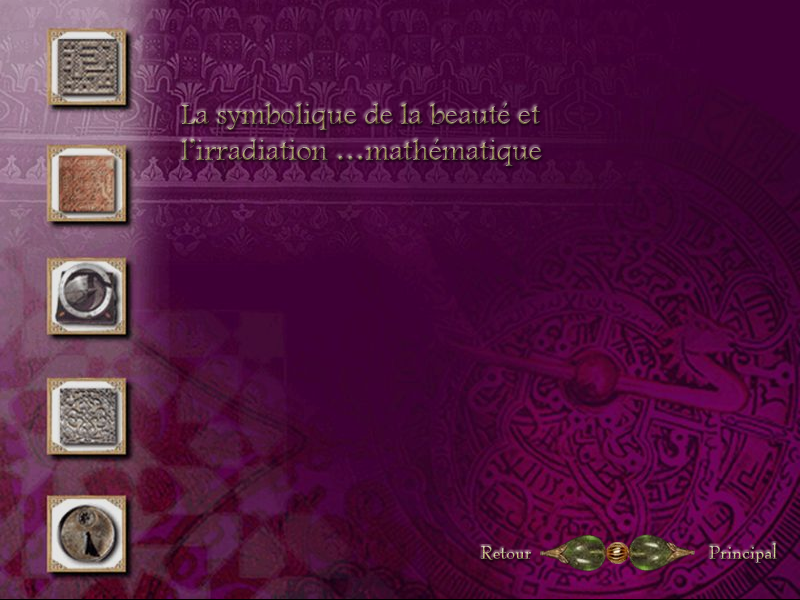 La symbolique de la beauté et
l'irradiation ...mathématique
Retour
Principal